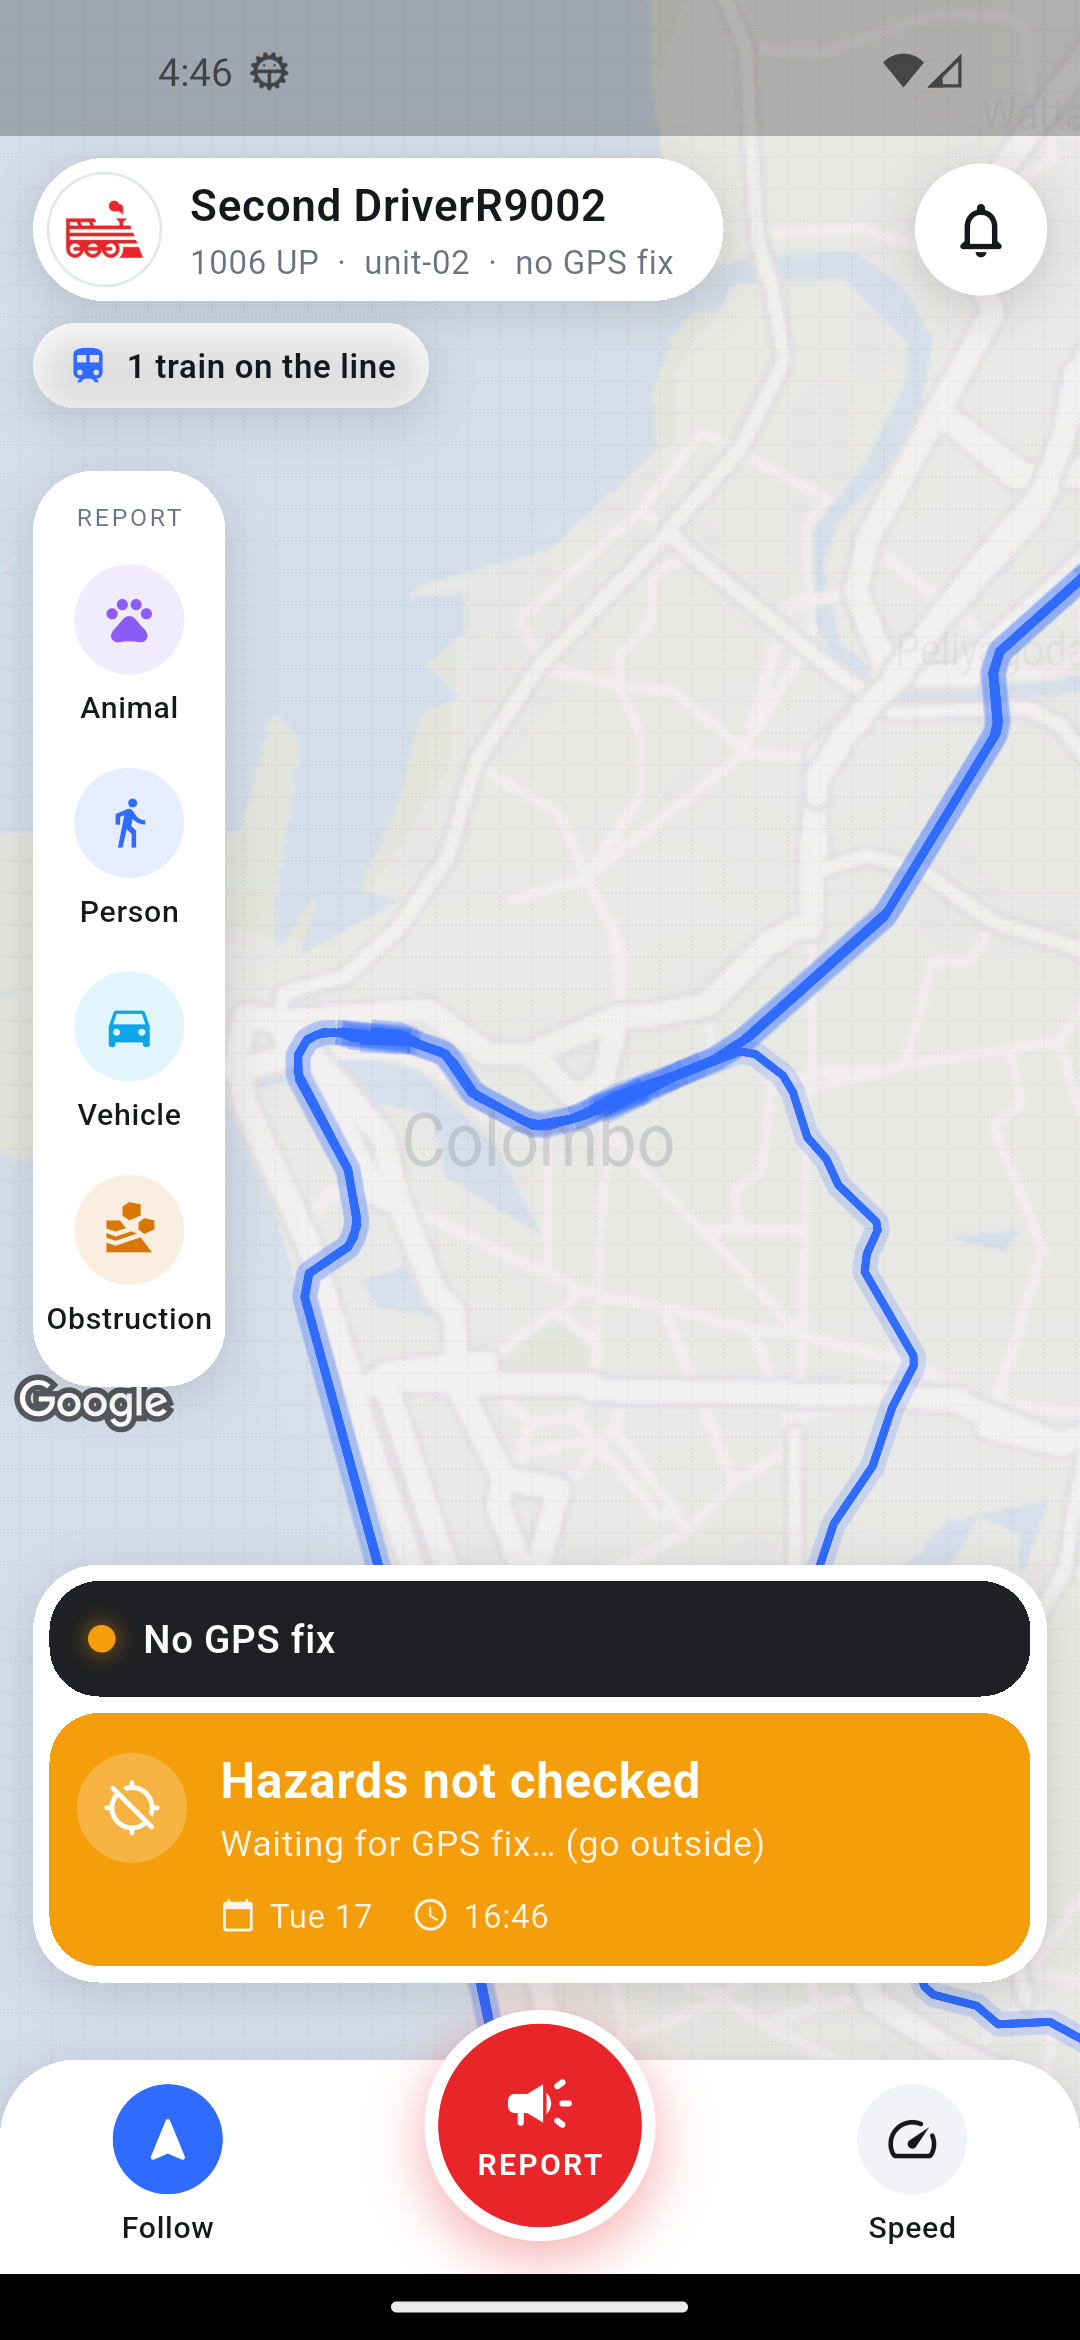 4:46
Watta
Second DriverR9002
1006 UP · unit-02 · no GPS fix
1 train on the line
REPORT
Animal
Peliyagoda
Person
Vehicle
Colombo
Obstruction
Google
No GPS fix
Hazards not checked
Waiting for GPS fix... (go outside)
Tue 17 16:46
REPORT
Follow
Speed